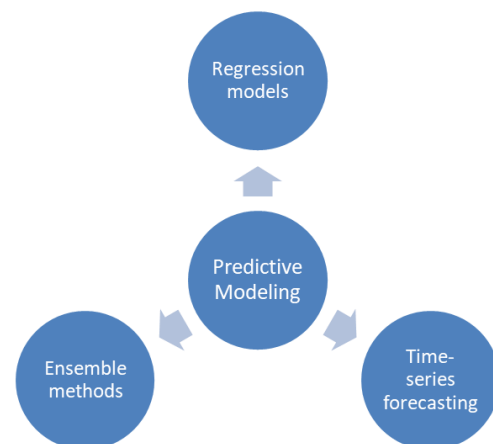 Regression
models
Predictive
Modeling
Ensemble
methods
Time-
series
forecasting